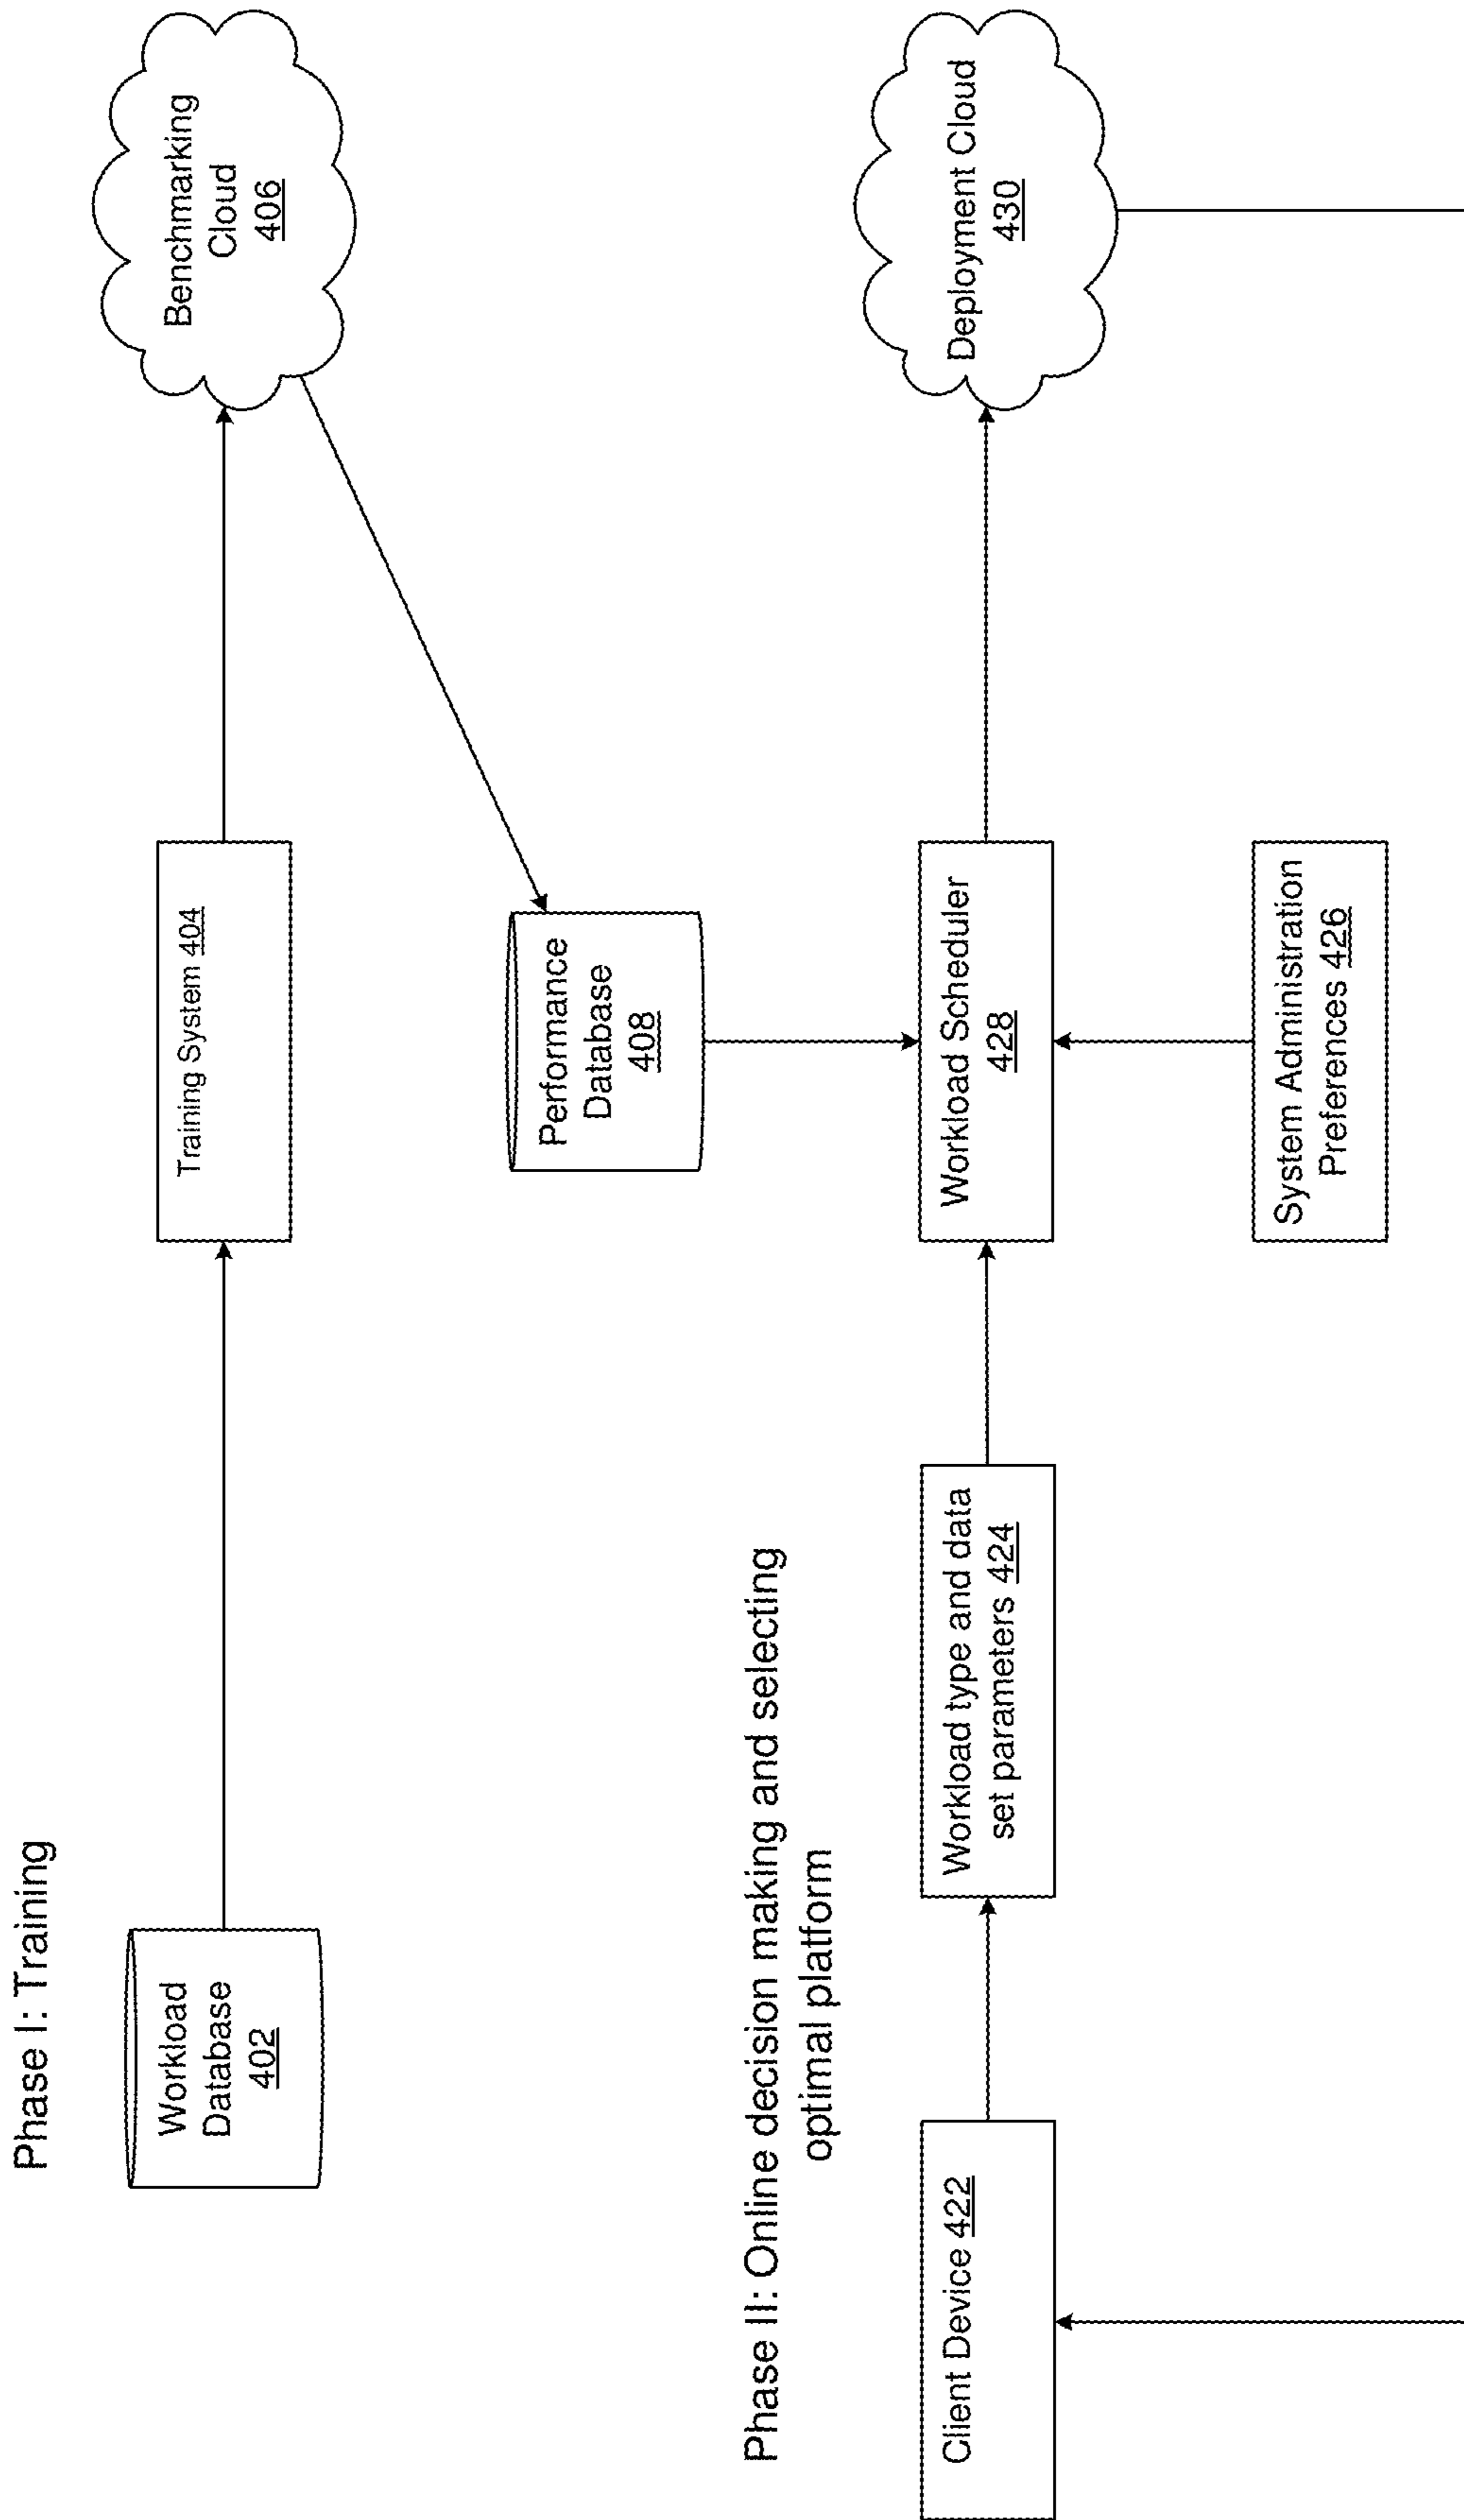 Phase I: Training
Workload
Database
402
Training System 404
Benchmarking
Cloud
406
Performance
Database
408
Phase II: Online decision making and selecting
optimal platform
Client Device 422
Workload type and data
set parameters 424
Workload Scheduler
428
Deployment Cloud
430
System Administration
Preferences 426